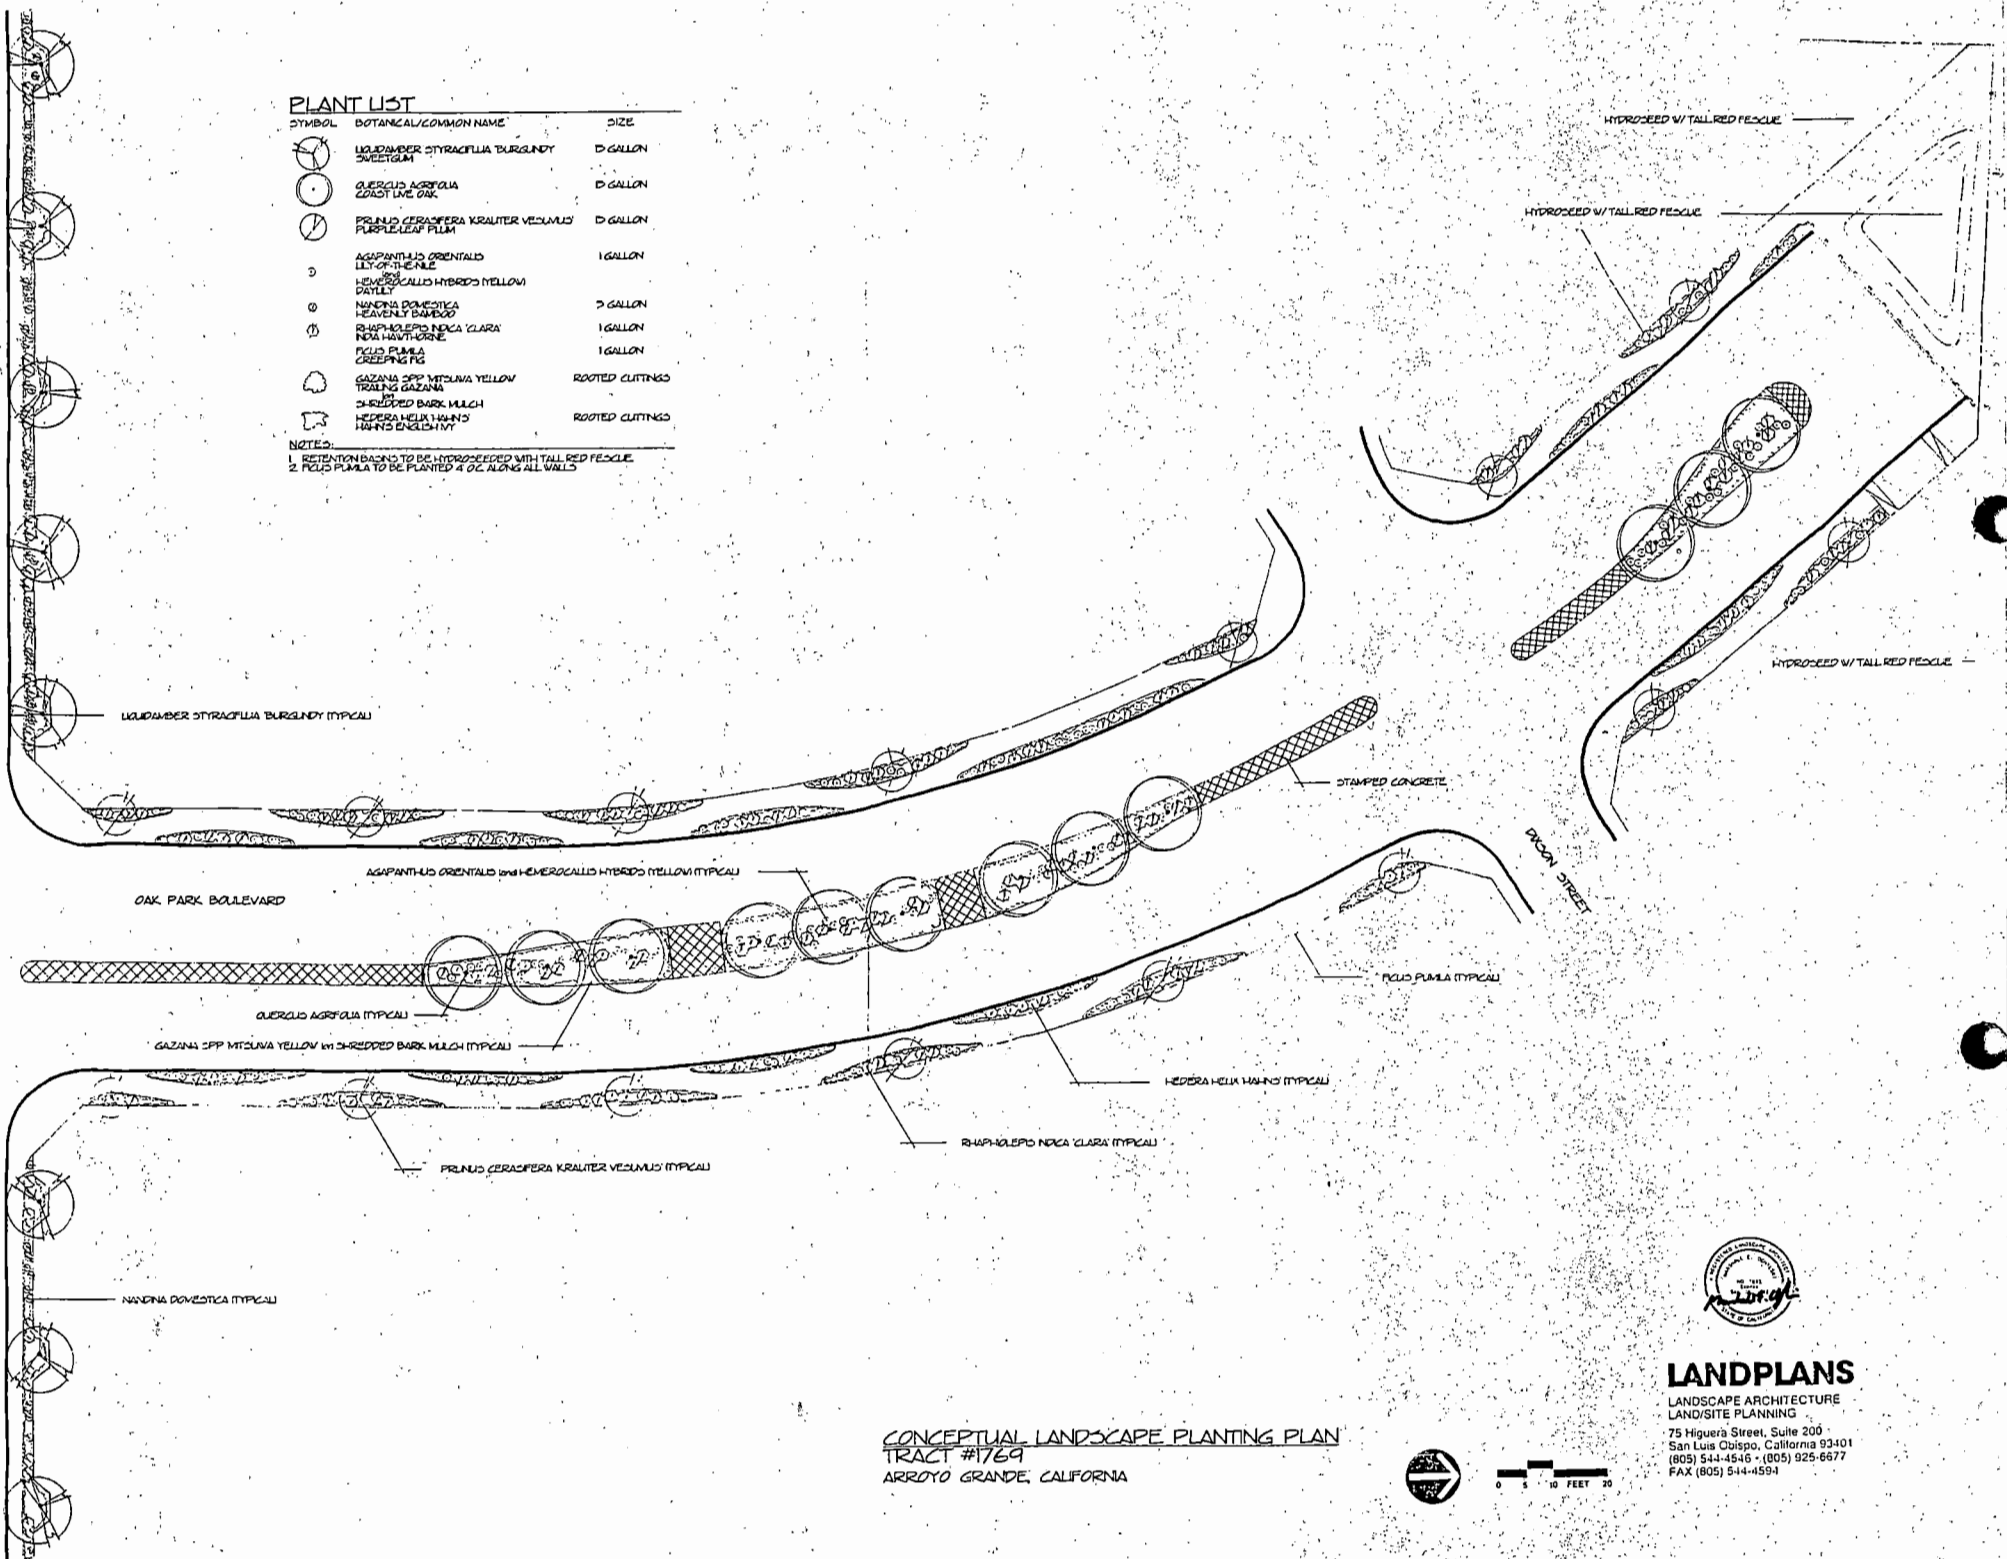 PLANT LIST
SYMBOL BOTANICAL/COMMON NAME SIZE
LIQUIDAMBER STYRACIFLUA 'BURGUNDY' 15 GALLON
SWEETGUM
QUERCUS AGRIFOLIA 15 GALLON
COAST LIVE OAK
PRUNUS CERASIFERA 'KRAUTER VESUVIUS' 15 GALLON
PURPLE-LEAF PLUM
AGAPANTHUS ORIENTALIS 1 GALLON
LILY-OF-THE-NILE
(and)
HEMEROCALLIS HYBRIDS (YELLOW)
DAYLILY
NANDINA DOMESTICA 5 GALLON
HEAVENLY BAMBOO
RHAPHIOLEPIS INDICA 'CLARA' 1 GALLON
INDIA HAWTHORNE
FICUS PUMILA 1 GALLON
CREEPING FIG
GAZANIA SPP MITSUWA YELLOW ROOTED CUTTINGS
TRAILING GAZANIA
(in)
SHREDDED BARK MULCH
HEDERA HELIX 'HAHN'S' ROOTED CUTTINGS
HAHN'S ENGLISH IVY
NOTES:
1. RETENTION BASINS TO BE HYDROSEEDED WITH TALL RED FESCUE
2. FICUS PUMILA TO BE PLANTED 4' O.C. ALONG ALL WALLS
HYDROSEED W/ TALL RED FESCUE
HYDROSEED W/ TALL RED FESCUE
HYDROSEED W/ TALL RED FESCUE
LIQUIDAMBER STYRACIFLUA 'BURGUNDY' (TYPICAL)
STAMPED CONCRETE
DIXSON STREET
AGAPANTHUS ORIENTALIS (and) HEMEROCALLIS HYBRIDS (YELLOW) (TYPICAL)
OAK PARK BOULEVARD
FICUS PUMILA (TYPICAL)
QUERCUS AGRIFOLIA (TYPICAL)
GAZANIA SPP MITSUWA YELLOW (in) SHREDDED BARK MULCH (TYPICAL)
HEDERA HELIX 'HAHN'S' (TYPICAL)
RHAPHIOLEPIS INDICA 'CLARA' (TYPICAL)
PRUNUS CERASIFERA 'KRAUTER VESUVIUS' (TYPICAL)
NANDINA DOMESTICA (TYPICAL)
CONCEPTUAL LANDSCAPE PLANTING PLAN
TRACT #1769
ARROYO GRANDE, CALIFORNIA
0 5 10 FEET 20
LANDPLANS
LANDSCAPE ARCHITECTURE
LAND/SITE PLANNING
75 Higuera Street, Suite 200
San Luis Obispo, California 93401
(805) 544-4546 • (805) 925-6677
FAX (805) 544-4594